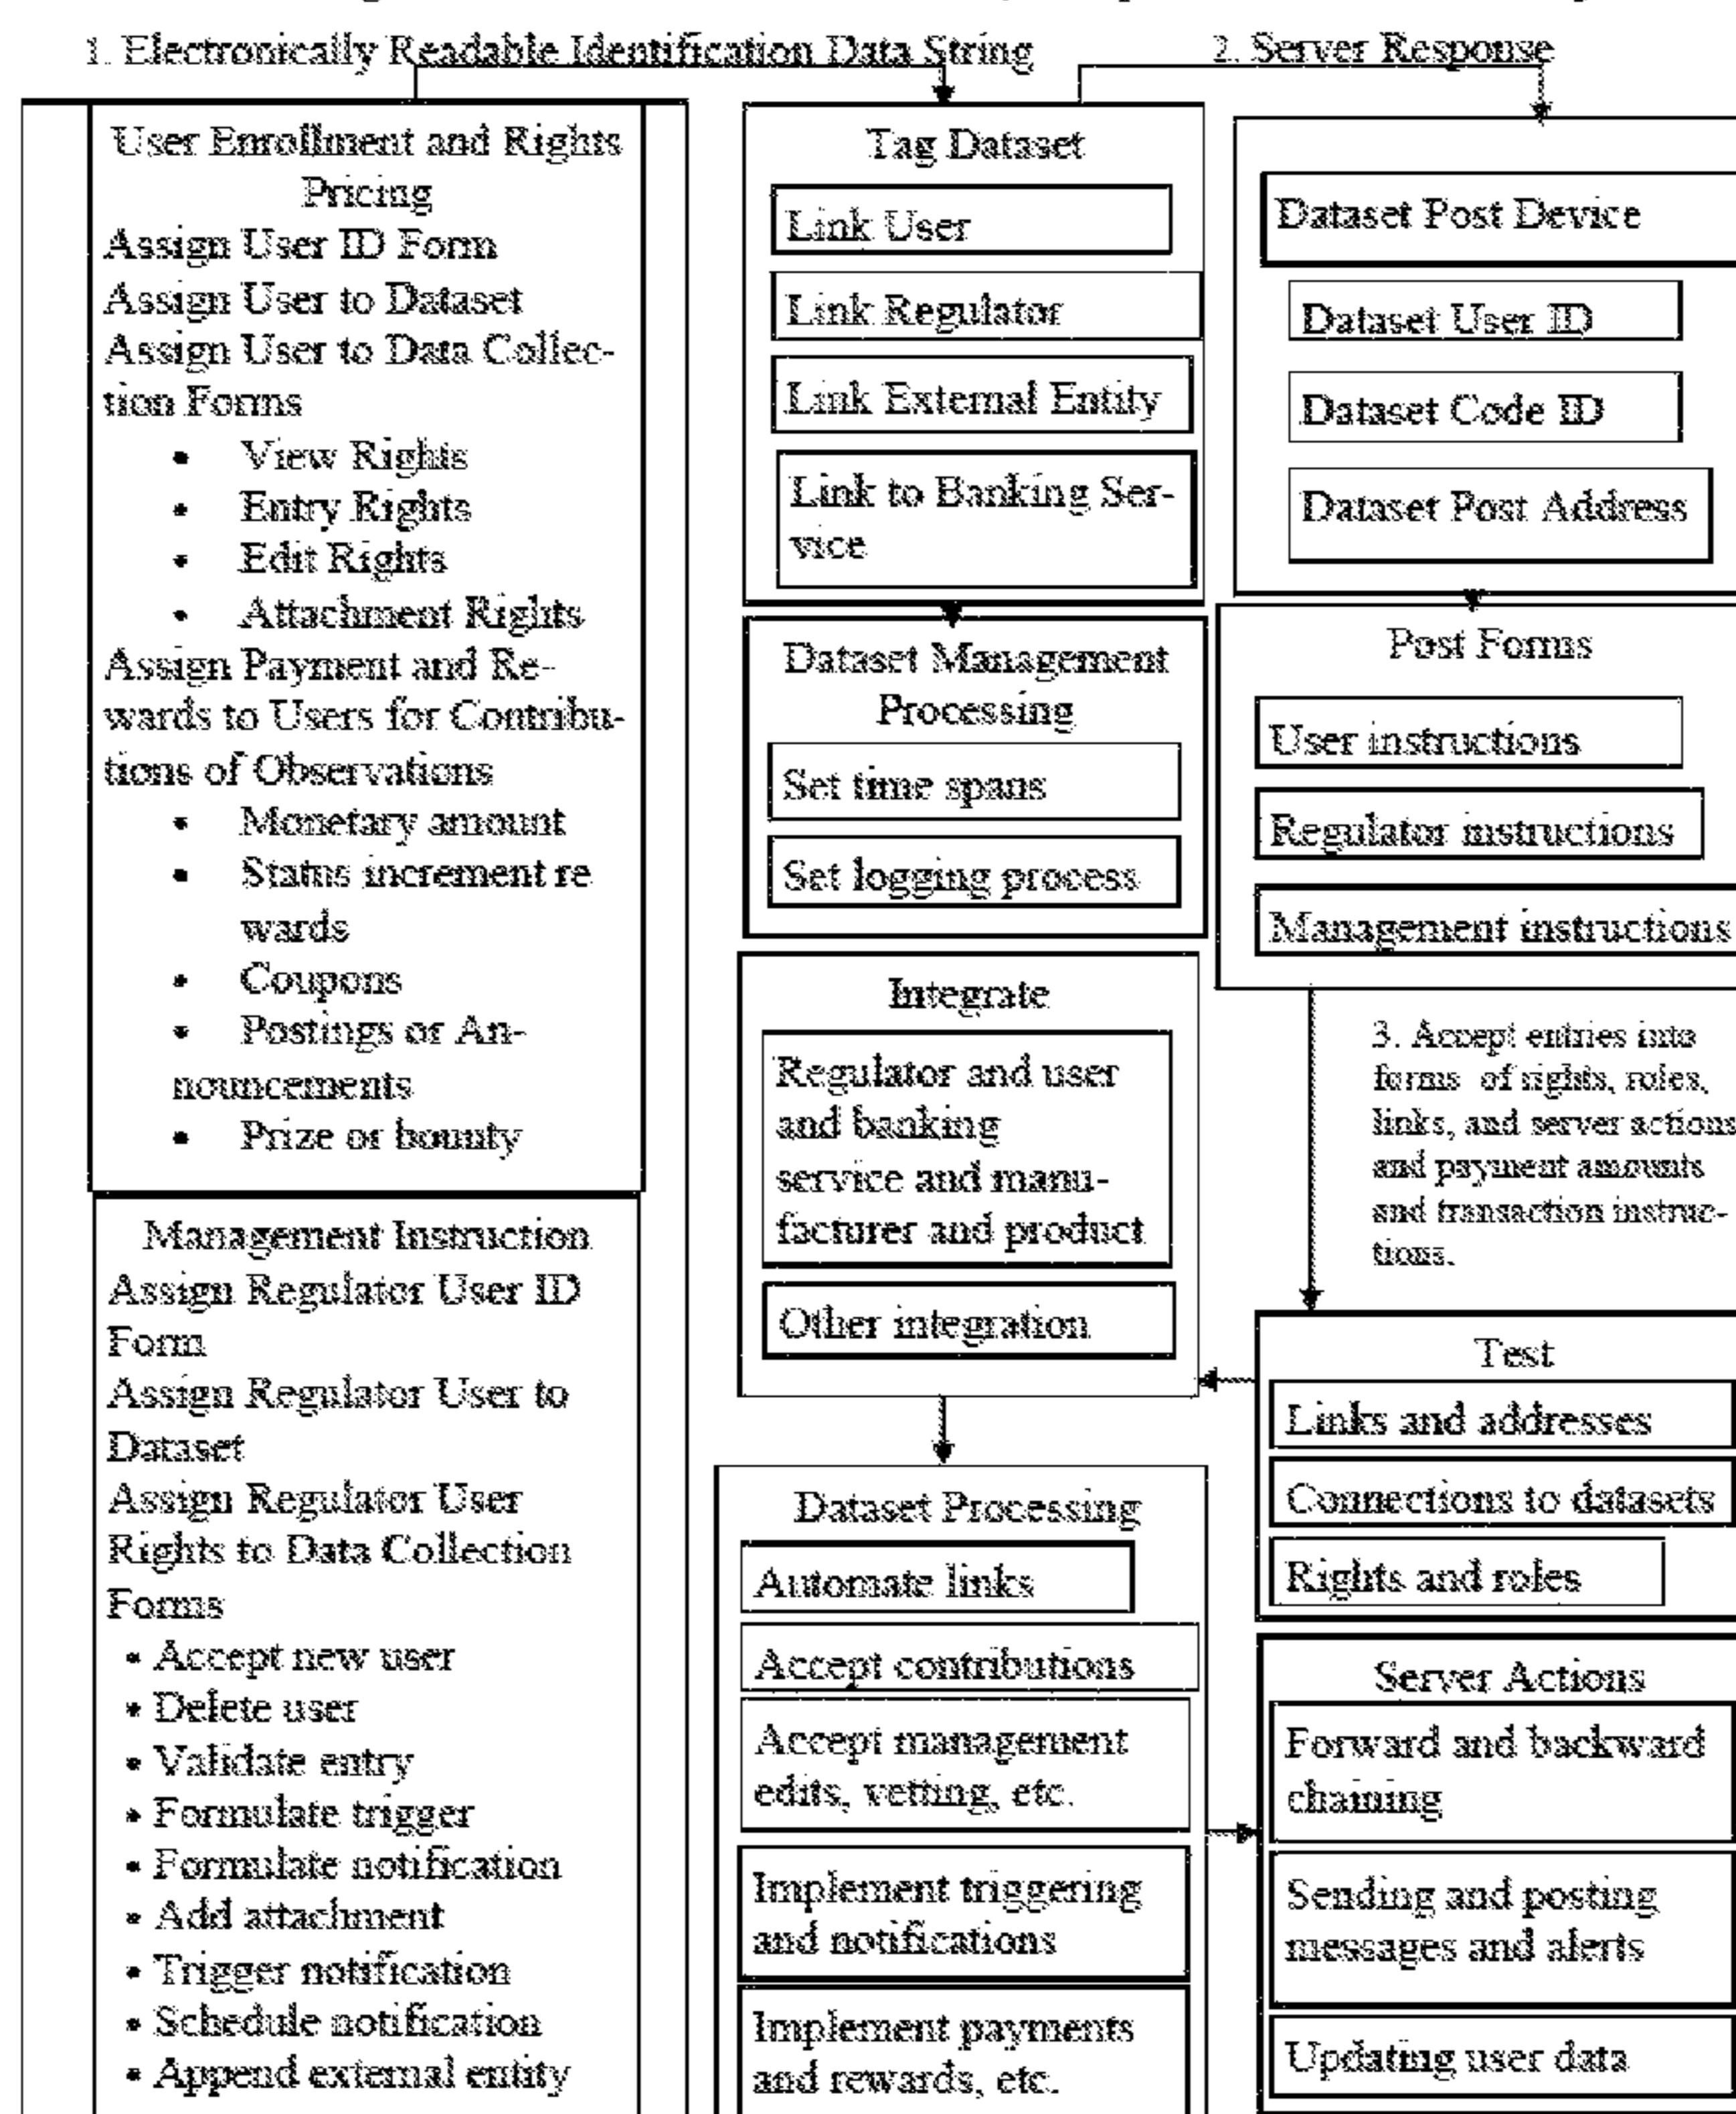 1. Electronically Readable Identification Data String
2. Server Response
User Enrollment and Rights
Pricing
Assign User ID Form
Assign User to Dataset
Assign User to Data Collec-
tion Forms
• View Rights
• Entry Rights
• Edit Rights
• Attachment Rights
Assign Payment and Re-
wards to Users for Contribu-
tions of Observations
• Monetary amount
• Status increment re
wards
• Coupons
• Postings or An-
nouncements
• Prize or bounty
Management Instruction
Assign Regulator User ID
Form
Assign Regulator User to
Dataset
Assign Regulator User
Rights to Data Collection
Forms
• Accept new user
• Delete user
• Validate entry
• Formulate trigger
• Formulate notification
• Add attachment
• Trigger notification
• Schedule notification
• Append external entity
Tag Dataset
Link User
Link Regulator
Link External Entity
Link to Banking Ser-
vice
Dataset Management
Processing
Set time spans
Set logging process
Integrate
Regulator and user
and banking
service and manu-
facturer and product
Other integration
Dataset Processing
Automate links
Accept contributions
Accept management
edits, vetting, etc.
Implement triggering
and notifications
Implement payments
and rewards, etc.
Dataset Post Device
Dataset User ID
Dataset Code ID
Dataset Post Address
Post Forms
User instructions
Regulator instructions
Management instructions
3. Accept entries into
forms of rights, roles,
links, and server actions
and payment amounts
and transaction instruc-
tions.
Test
Links and addresses
Connections to datasets
Rights and roles
Server Actions
Forward and backward
chaining
Sending and posting
messages and alerts
Updating user data